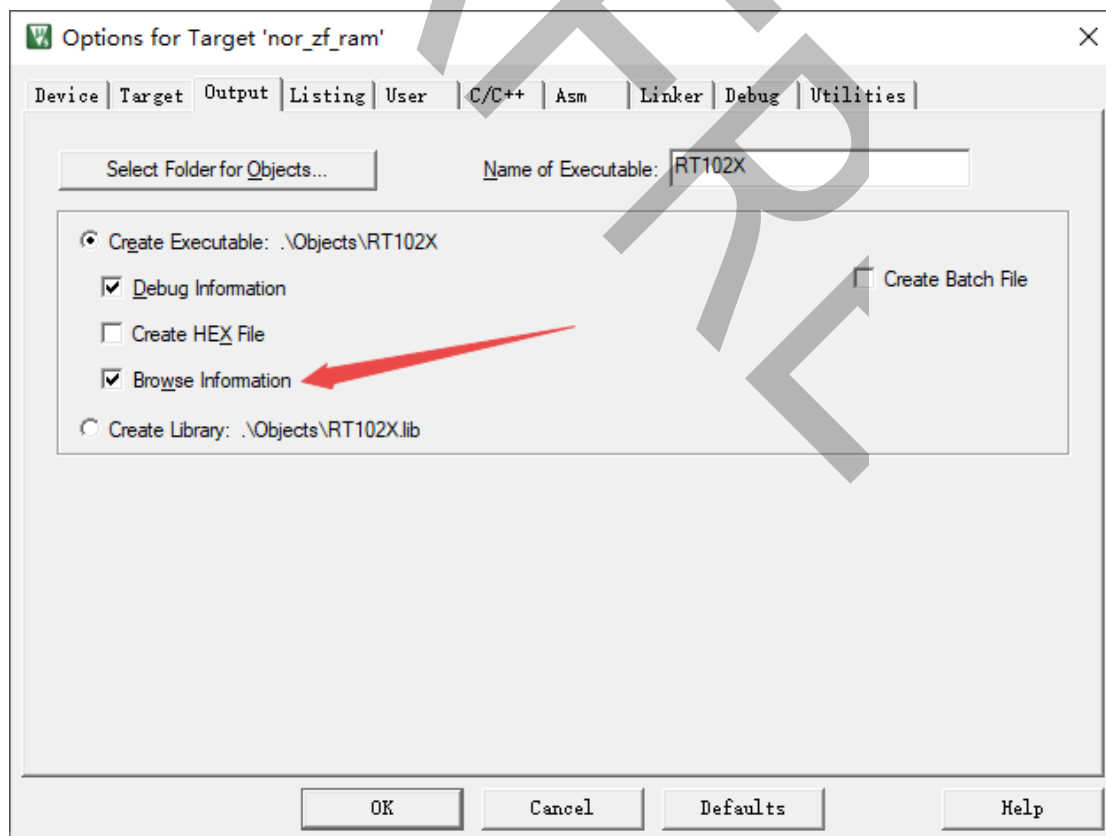 Options for Target 'nor_zf_ram'
Device Target Output Listing User C/C++ Asm Linker Debug Utilities
Select Folder for Objects... Name of Executable: RT102X
Create Executable: .\Objects\RT102X
Debug Information Create Batch File
Create HEX File
Browse Information
Create Library: .\Objects\RT102X.lib
OK Cancel Defaults Help